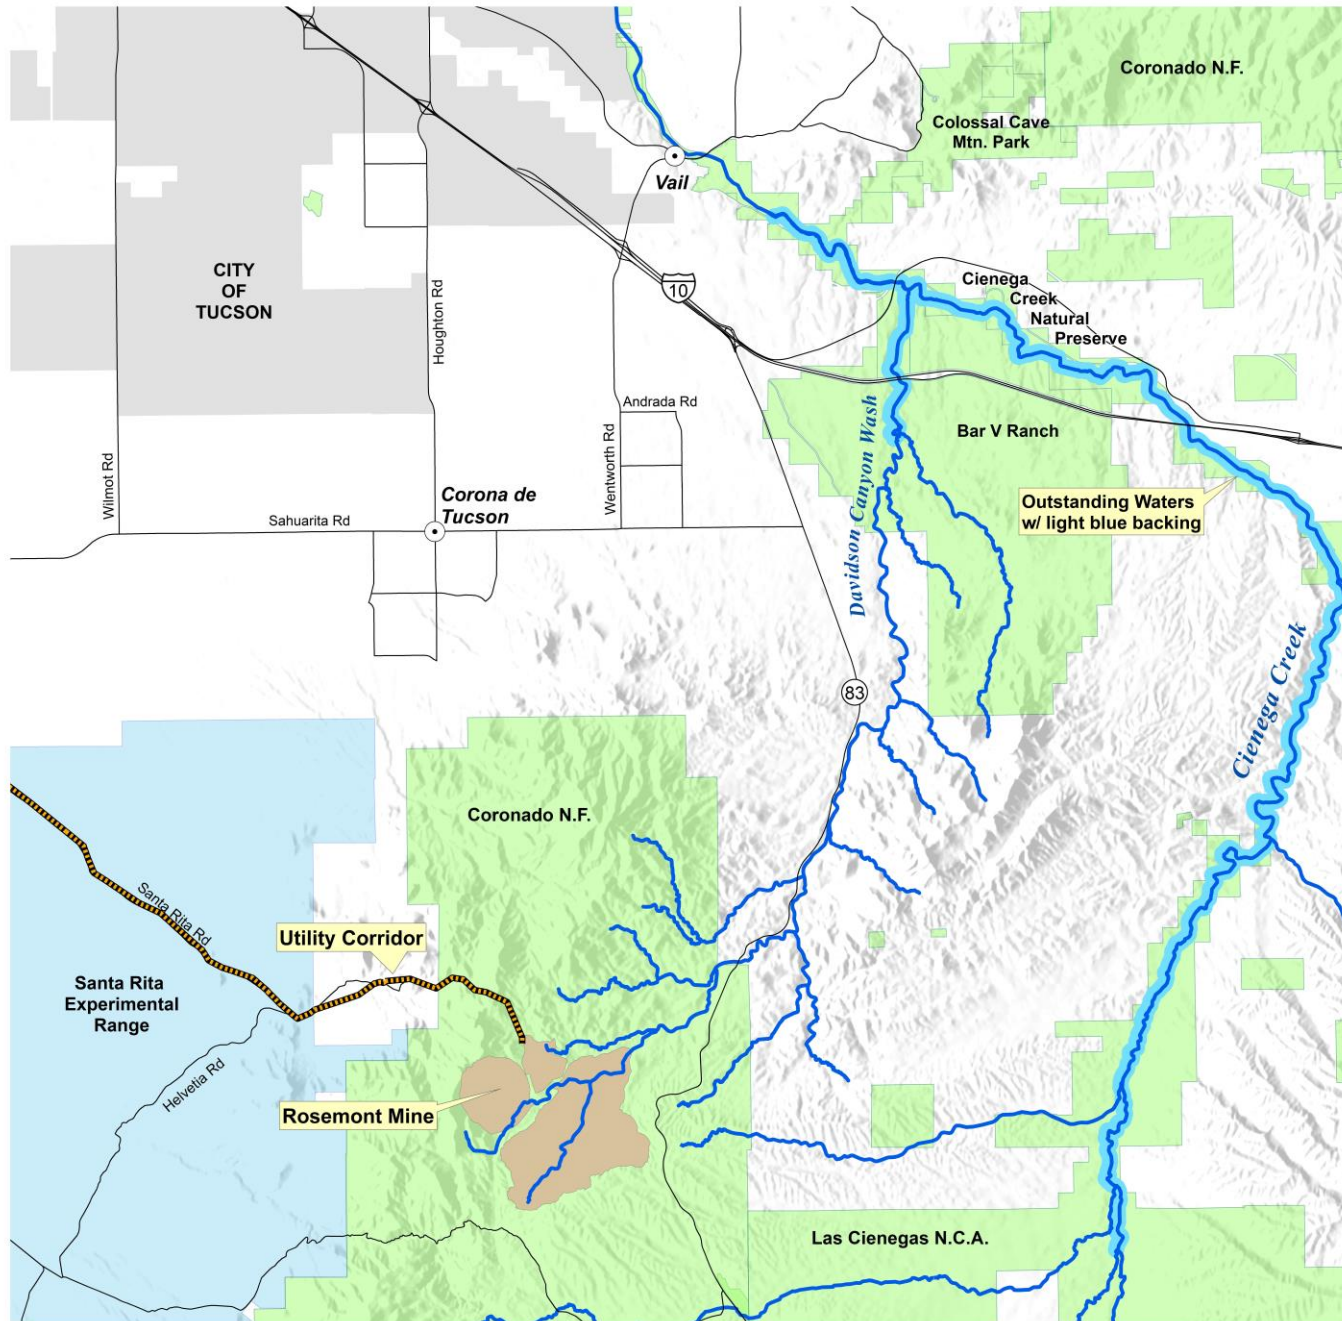 Coronado N.F.
Colossal Cave
Mtn. Park
Vail
CITY
OF
TUCSON
Houghton Rd
10
Cienega
Creek
Natural
Preserve
Andrada Rd
Wentworth Rd
Wilmot Rd
Davidson Canyon Wash
Bar V Ranch
Corona de
Tucson
Sahuarita Rd
Outstanding Waters
w/ light blue backing
Cienega Creek
83
Coronado N.F.
Santa Rita Rd
Utility Corridor
Santa Rita
Experimental
Range
Helvetia Rd
Rosemont Mine
Las Cienegas N.C.A.